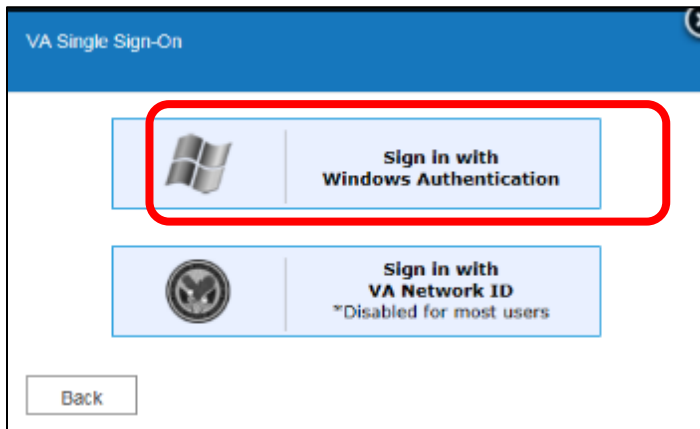 VA Single Sign-On
Sign in with
Windows Authentication
Sign in with
VA Network ID
*Disabled for most users
Back